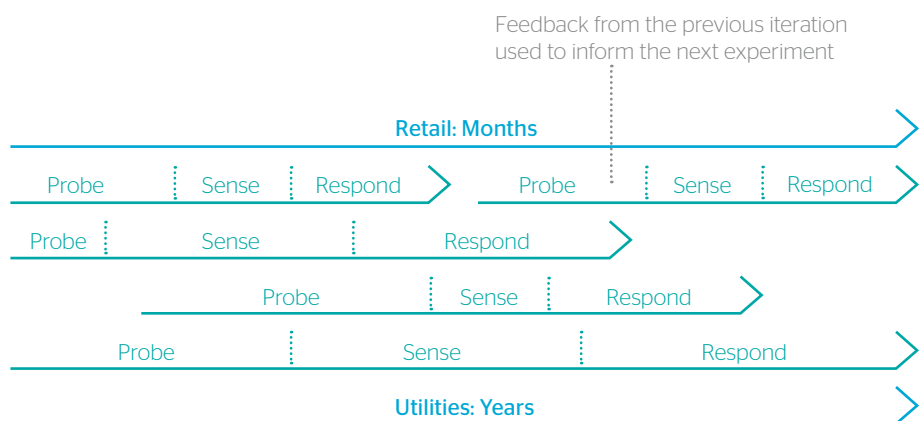 Feedback from the previous iteration
used to inform the next experiment
Retail: Months
Probe Sense Respond Probe Sense Respond
Probe Sense Respond
Probe Sense Respond
Probe Sense Respond
Utilities: Years